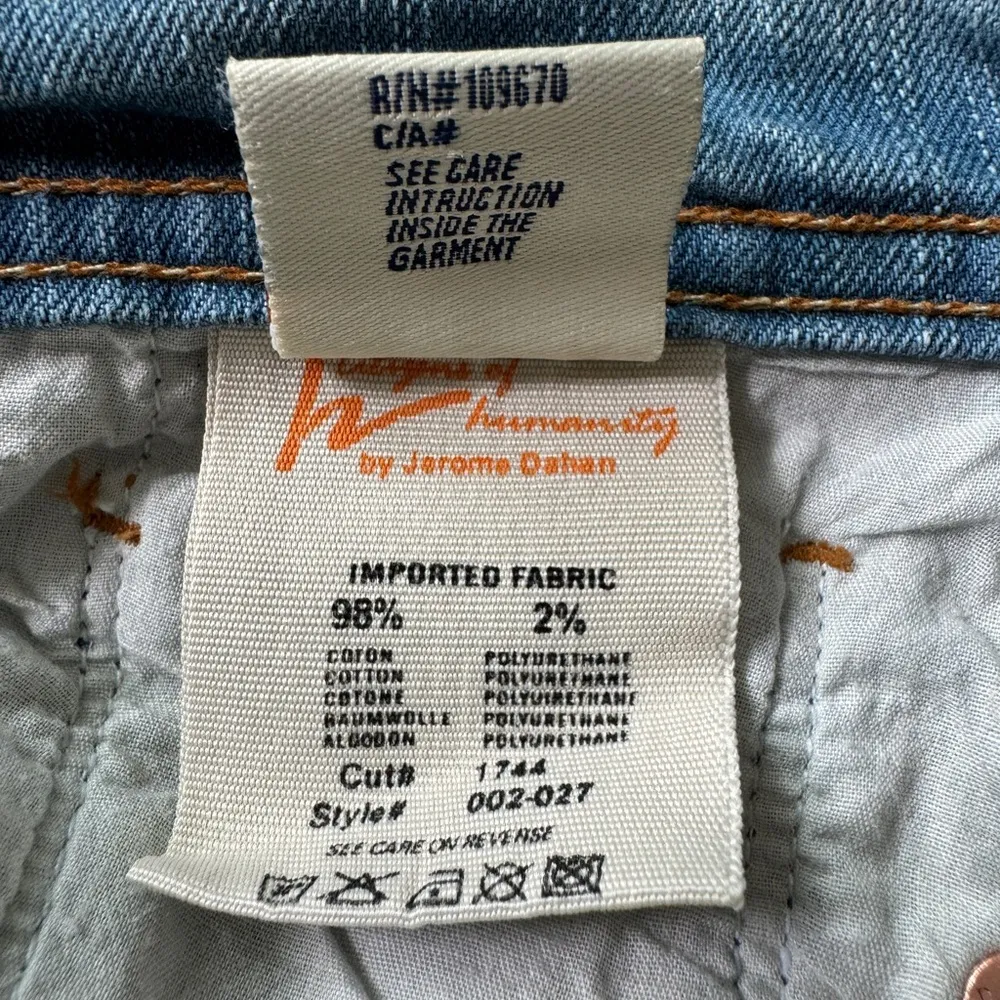 R/N# 109670
C/A#
SEE CARE
INTRUCTION
INSIDE THE
GARMENT
humanity
by Jerome Dahan
IMPORTED FABRIC
98% 2%
COTON POLYURETHANE
COTTON POLYURETHANE
COTONE POLYURETHANE
BAUMWOLLE POLYURETHANE
ALGODON POLYURETHANE
Cut# 1744
Style# 002-027
SEE CARE ON REVERSE